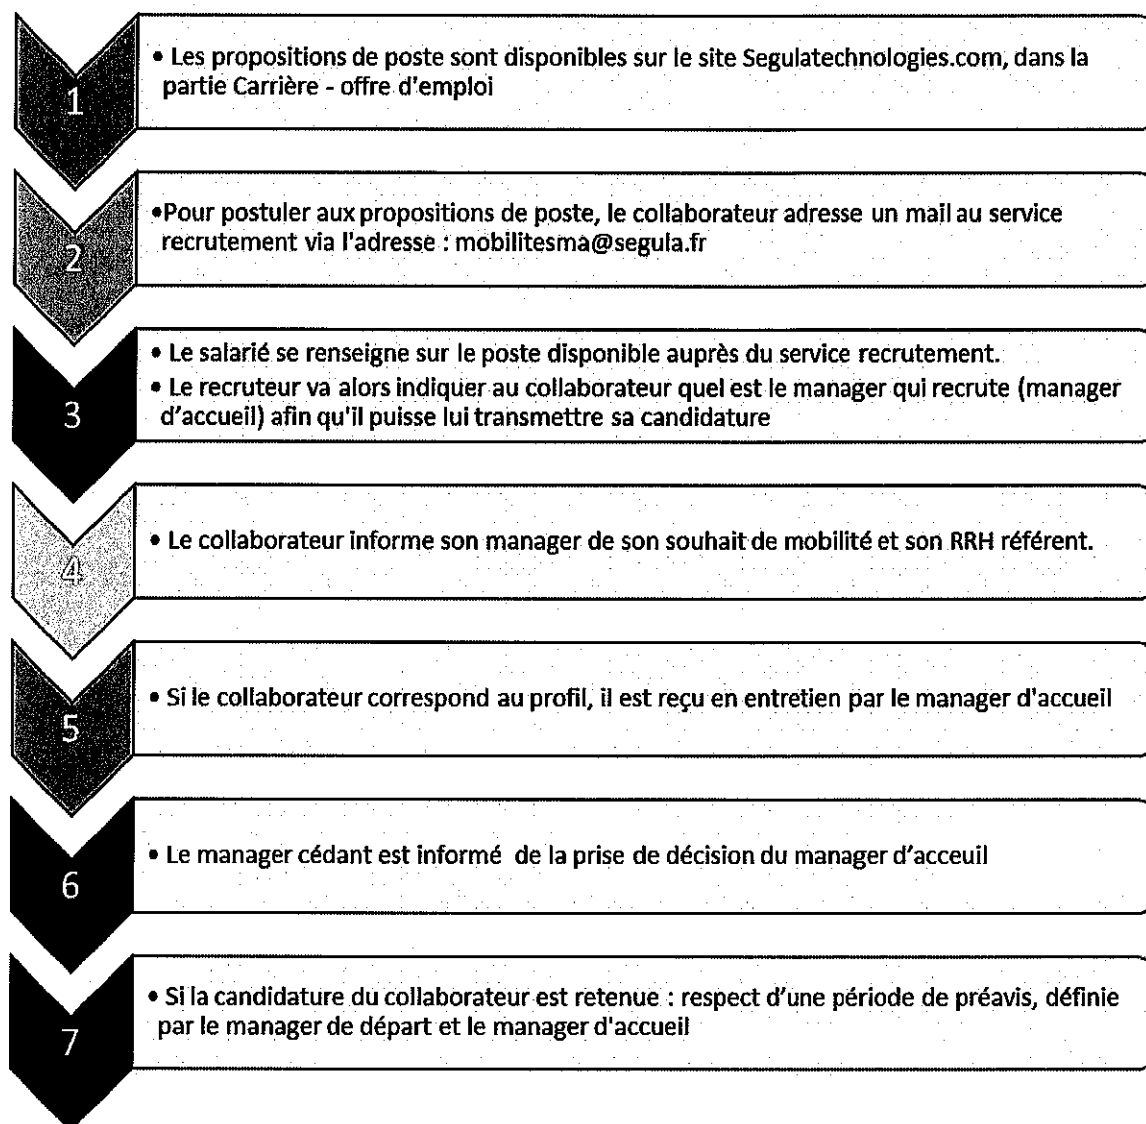 1
• Les propositions de poste sont disponibles sur le site Segulatechnologies.com, dans la
partie Carrière - offre d'emploi
2
•Pour postuler aux propositions de poste, le collaborateur adresse un mail au service
recrutement via l'adresse : mobilitesma@segula.fr
3
• Le salarié se renseigne sur le poste disponible auprès du service recrutement.
• Le recruteur va alors indiquer au collaborateur quel est le manager qui recrute (manager
d’accueil) afin qu'il puisse lui transmettre sa candidature
4
• Le collaborateur informe son manager de son souhait de mobilité et son RRH référent.
5
• Si le collaborateur correspond au profil, il est reçu en entretien par le manager d'accueil
6
• Le manager cédant est informé de la prise de décision du manager d’acceuil
7
• Si la candidature du collaborateur est retenue : respect d’une période de préavis, définie
par le manager de départ et le manager d'accueil